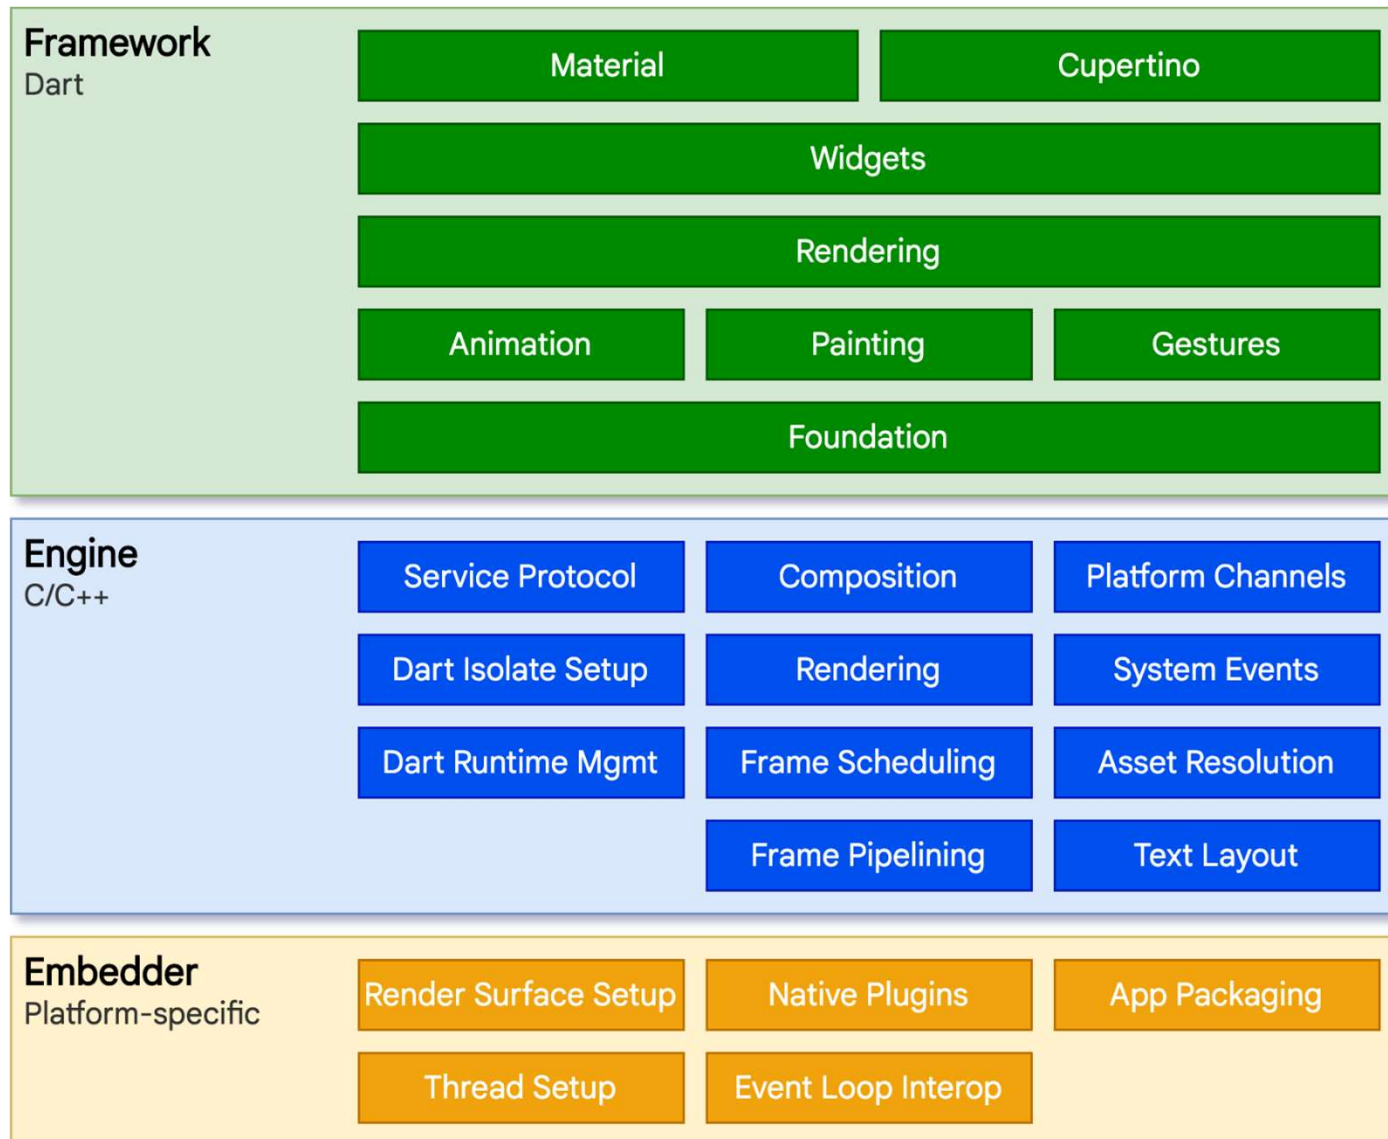 Framework
Dart
Material
Cupertino
Widgets
Rendering
Animation
Painting
Gestures
Foundation
Engine
C/C++
Service Protocol
Composition
Platform Channels
Dart Isolate Setup
Rendering
System Events
Dart Runtime Mgmt
Frame Scheduling
Asset Resolution
Frame Pipelining
Text Layout
Embedder
Platform-specific
Render Surface Setup
Native Plugins
App Packaging
Thread Setup
Event Loop Interop